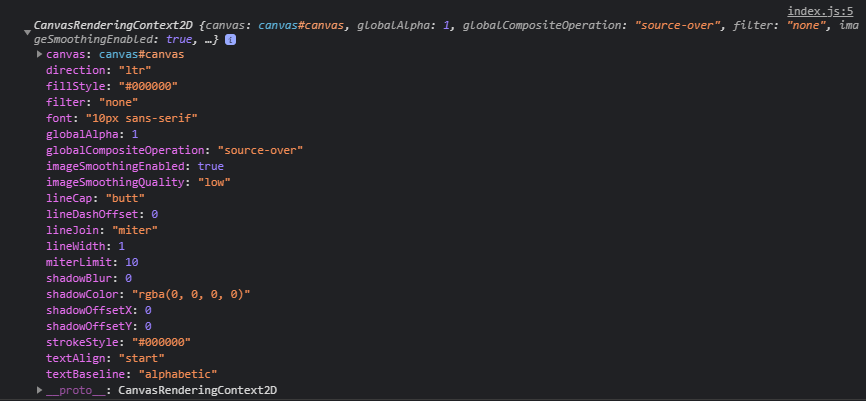 index.js:5
CanvasRenderingContext2D {canvas: canvas#canvas, globalAlpha: 1, globalCompositeOperation: "source-over", filter: "none", ima
geSmoothingEnabled: true, …} i
canvas: canvas#canvas
direction: "ltr"
fillStyle: "#000000"
filter: "none"
font: "10px sans-serif"
globalAlpha: 1
globalCompositeOperation: "source-over"
imageSmoothingEnabled: true
imageSmoothingQuality: "low"
lineCap: "butt"
lineDashOffset: 0
lineJoin: "miter"
lineWidth: 1
miterLimit: 10
shadowBlur: 0
shadowColor: "rgba(0, 0, 0, 0)"
shadowOffsetX: 0
shadowOffsetY: 0
strokeStyle: "#000000"
textAlign: "start"
textBaseline: "alphabetic"
__proto__: CanvasRenderingContext2D